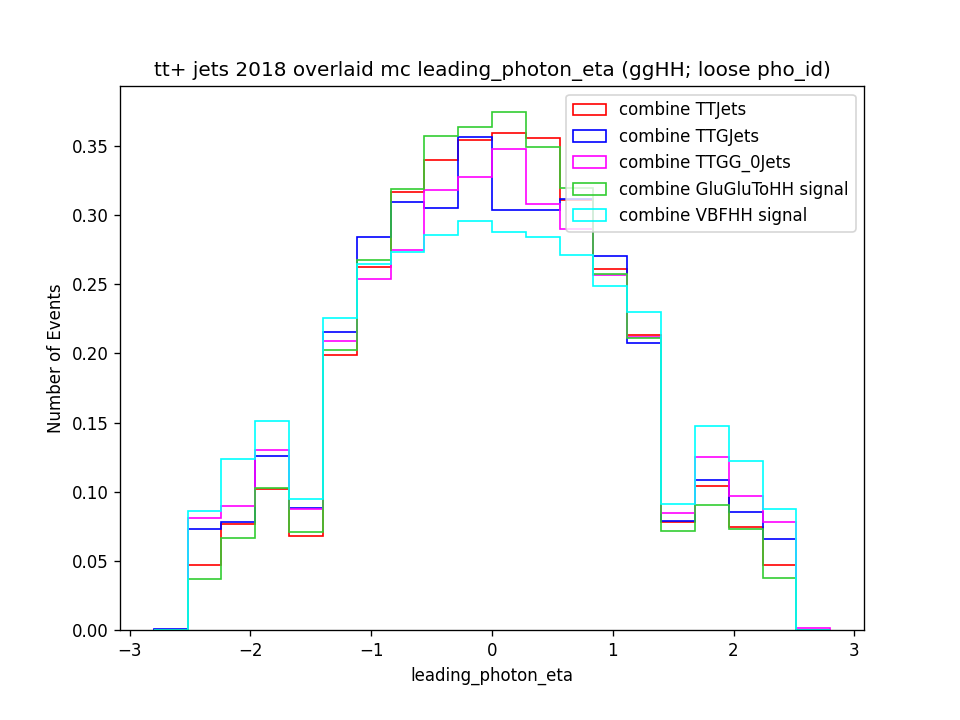 tt+ jets 2018 overlaid mc leading_photon_eta (ggHH; loose pho_id)
combine TTJets
combine TTGJets
combine TTGG_0Jets
combine GluGluToHH signal
combine VBFHH signal
Number of Events
0.35
0.30
0.25
0.20
0.15
0.10
0.05
0.00
−3 −2 −1 0 1 2 3
leading_photon_eta